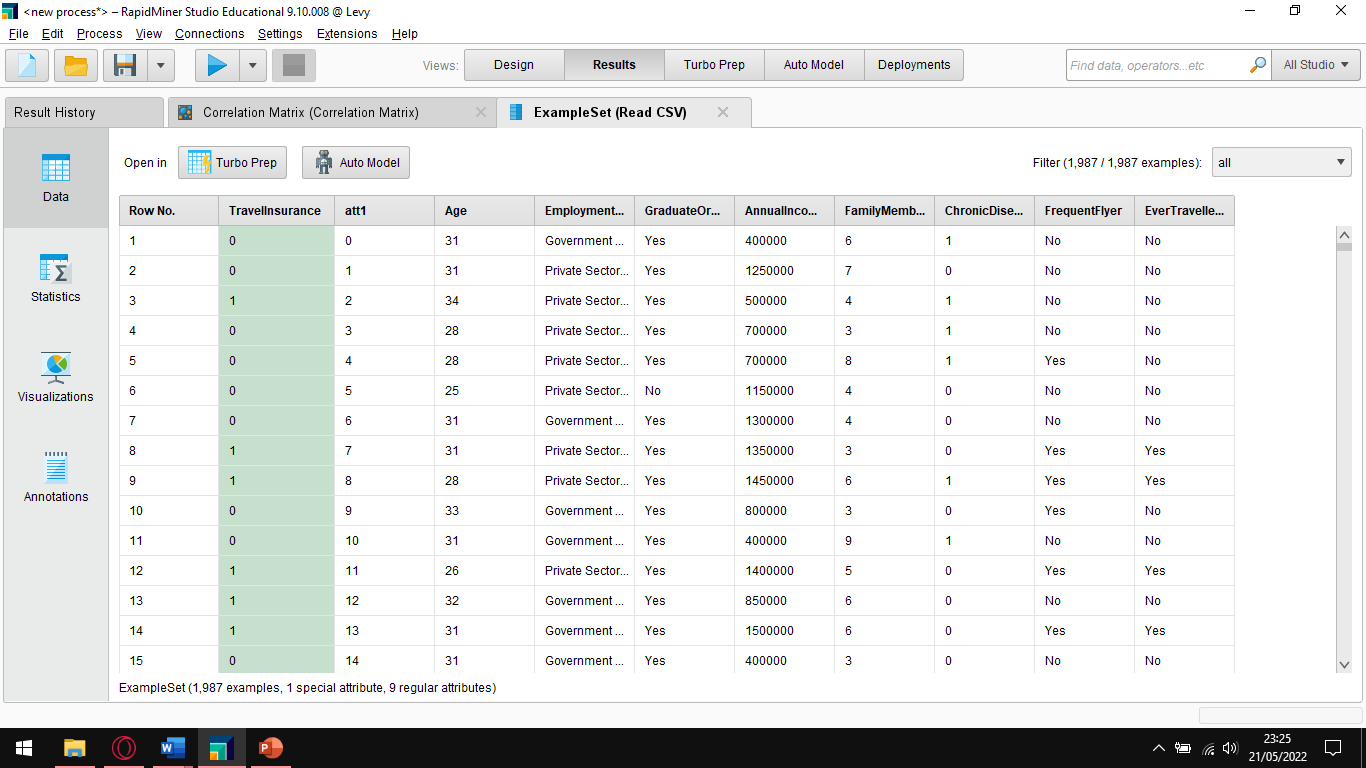 <new process*> – RapidMiner Studio Educational 9.10.008 @ Levy
File Edit Process View Connections Settings Extensions Help
Views: Design Results Turbo Prep Auto Model Deployments Find data, operators...etc All Studio
Result History Correlation Matrix (Correlation Matrix) ExampleSet (Read CSV)
Data
Statistics
Visualizations
Annotations
Open in Turbo Prep Auto Model Filter (1,987 / 1,987 examples): all
Row No. TravelInsurance att1 Age Employment... GraduateOr... AnnualInco... FamilyMemb... ChronicDise... FrequentFlyer EverTravelle...
1 0 0 31 Government ... Yes 400000 6 1 No No
2 0 1 31 Private Sector... Yes 1250000 7 0 No No
3 1 2 34 Private Sector... Yes 500000 4 1 No No
4 0 3 28 Private Sector... Yes 700000 3 1 No No
5 0 4 28 Private Sector... Yes 700000 8 1 Yes No
6 0 5 25 Private Sector... No 1150000 4 0 No No
7 0 6 31 Government ... Yes 1300000 4 0 No No
8 1 7 31 Private Sector... Yes 1350000 3 0 Yes Yes
9 1 8 28 Private Sector... Yes 1450000 6 1 Yes Yes
10 0 9 33 Government ... Yes 800000 3 0 Yes No
11 0 10 31 Government ... Yes 400000 9 1 No No
12 1 11 26 Private Sector... Yes 1400000 5 0 Yes Yes
13 1 12 32 Government ... Yes 850000 6 0 No No
14 1 13 31 Government ... Yes 1500000 6 0 Yes Yes
15 0 14 31 Government ... Yes 400000 3 0 No No
ExampleSet (1,987 examples, 1 special attribute, 9 regular attributes)
23:25
21/05/2022